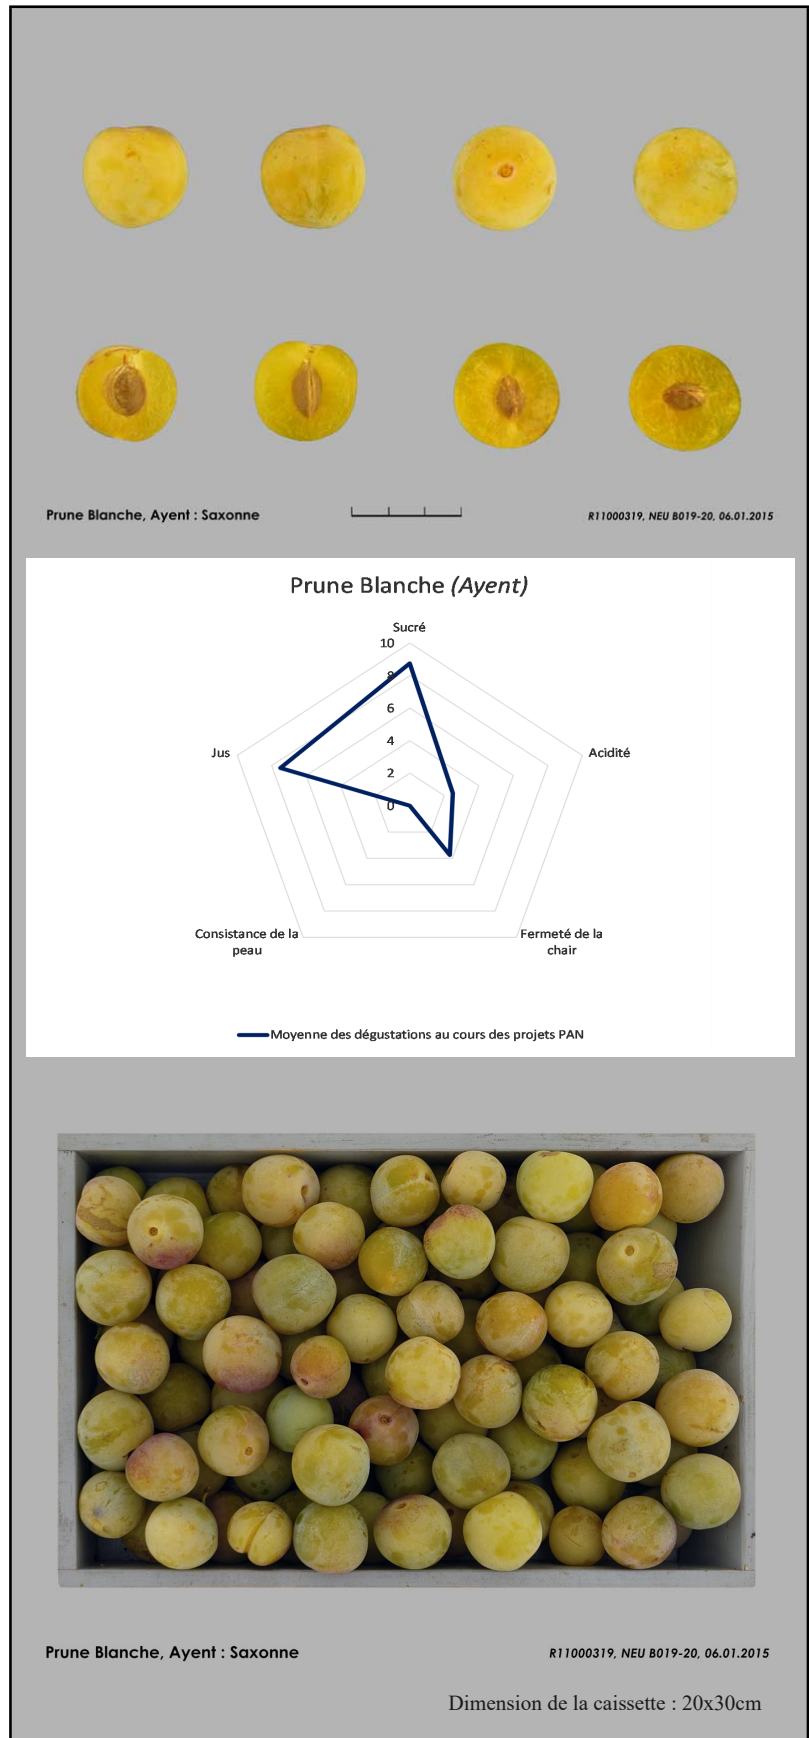 Prune Blanche, Ayent : Saxonne
R11000319, NEU B019-20, 06.01.2015
Prune Blanche (Ayent)
Sucré
10
8
6
4
2
0
Jus
Acidité
Consistance de la
peau
Fermeté de la
chair
Moyenne des dégustations au cours des projets PAN
Prune Blanche, Ayent : Saxonne
R11000319, NEU B019-20, 06.01.2015
Dimension de la caissette : 20x30cm